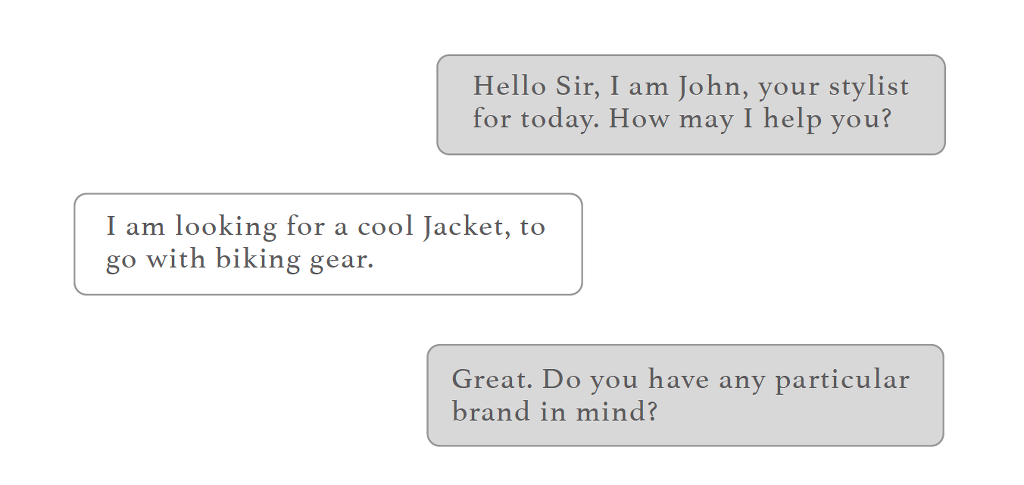 Hello Sir, I am John, your stylist
for today. How may I help you?
I am looking for a cool Jacket, to
go with biking gear.
Great. Do you have any particular
brand in mind?